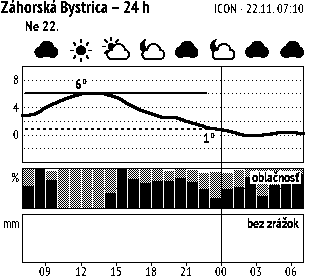 Záhorská Bystrica – 24 h ICON - 22.11. 07:10
Ne 22.
8
6°
4
0
1°
% oblačnosť
mm bez zrážok
09 12 15 18 21 00 03 06